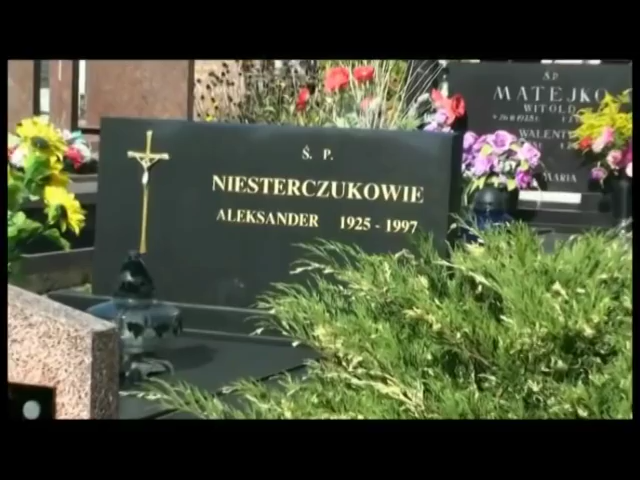 Ś. P.
NIESTERCZUKOWIE
ALEKSANDER 1925 - 1997
Ś.P.
MATEJKO
WITOLD
WALENT
MARIA